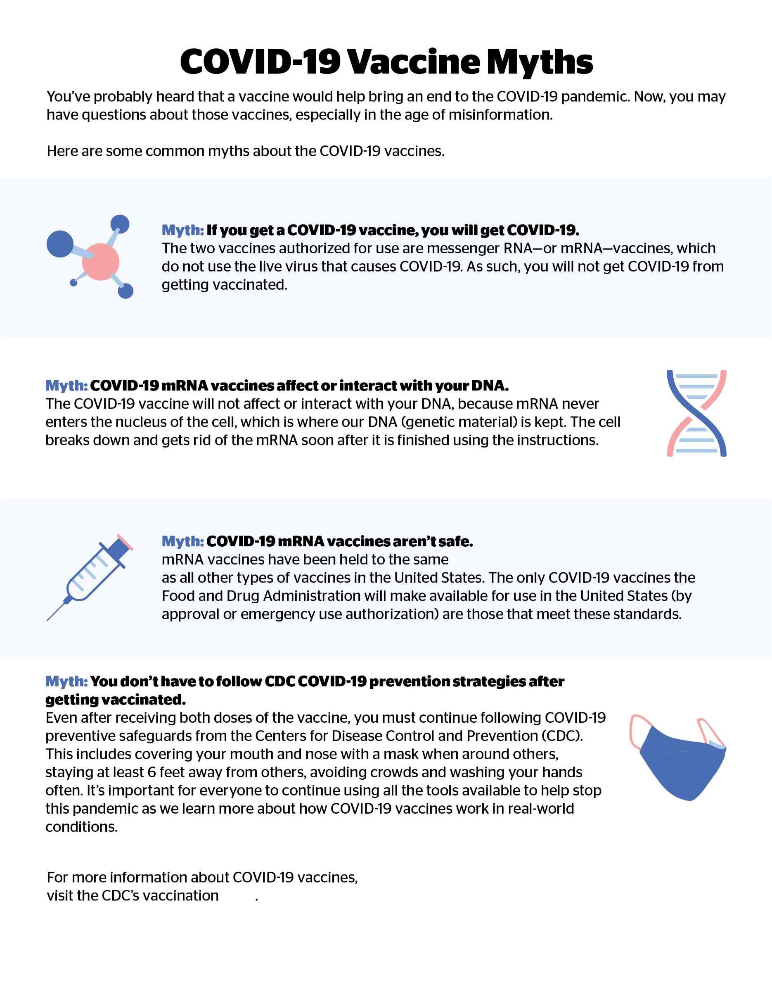 COVID-19 Vaccine Myths
You’ve probably heard that a vaccine would help bring an end to the COVID-19 pandemic. Now, you may
have questions about those vaccines, especially in the age of misinformation.
Here are some common myths about the COVID-19 vaccines.
Myth: If you get a COVID-19 vaccine, you will get COVID-19.
The two vaccines authorized for use are messenger RNA—or mRNA—vaccines, which
do not use the live virus that causes COVID-19. As such, you will not get COVID-19 from
getting vaccinated.
Myth: COVID-19 mRNA vaccines affect or interact with your DNA.
The COVID-19 vaccine will not affect or interact with your DNA, because mRNA never
enters the nucleus of the cell, which is where our DNA (genetic material) is kept. The cell
breaks down and gets rid of the mRNA soon after it is finished using the instructions.
Myth: COVID-19 mRNA vaccines aren’t safe.
mRNA vaccines have been held to the same
as all other types of vaccines in the United States. The only COVID-19 vaccines the
Food and Drug Administration will make available for use in the United States (by
approval or emergency use authorization) are those that meet these standards.
Myth: You don’t have to follow CDC COVID-19 prevention strategies after
getting vaccinated.
Even after receiving both doses of the vaccine, you must continue following COVID-19
preventive safeguards from the Centers for Disease Control and Prevention (CDC).
This includes covering your mouth and nose with a mask when around others,
staying at least 6 feet away from others, avoiding crowds and washing your hands
often. It’s important for everyone to continue using all the tools available to help stop
this pandemic as we learn more about how COVID-19 vaccines work in real-world
conditions.
For more information about COVID-19 vaccines,
visit the CDC’s vaccination .